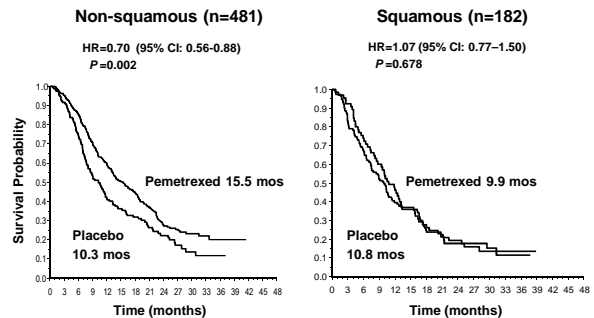 Non-squamous (n=481)
HR=0.70 (95% CI: 0.56-0.88)
P=0.002
Survival Probability
1.0
0.9
0.8
0.7
0.6
0.5
0.4
0.3
0.2
0.1
0.0
Pemetrexed 15.5 mos
Placebo
10.3 mos
0 3 6 9 12 15 18 21 24 27 30 33 36 39 42 45 48
Time (months)
Squamous (n=182)
HR=1.07 (95% CI: 0.77–1.50)
P=0.678
1.0
0.9
0.8
0.7
0.6
0.5
0.4
0.3
0.2
0.1
0.0
Pemetrexed 9.9 mos
Placebo
10.8 mos
0 3 6 9 12 15 18 21 24 27 30 33 36 39 42 45 48
Time (months)